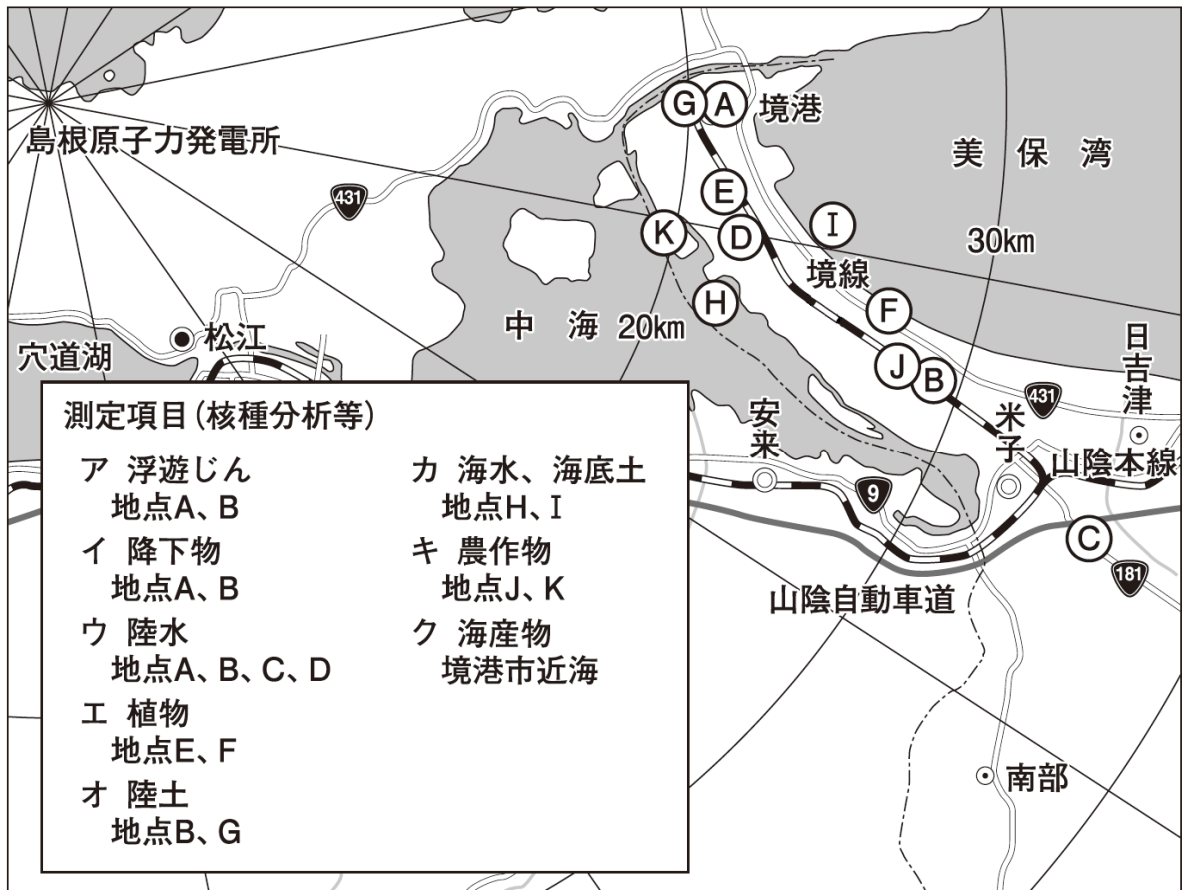 島根原子力発電所
431
G
A
境港
美保湾
E
K
D
I
30km
境線
H
F
中海
20km
松江
宍道湖
J
B
431
日吉津
米子
安来
山陰本線
9
C
181
山陰自動車道
南部
測定項目(核種分析等)
ア 浮遊じん
地点A、B
イ 降下物
地点A、B
ウ 陸水
地点A、B、C、D
エ 植物
地点E、F
オ 陸土
地点B、G
カ 海水、海底土
地点H、I
キ 農作物
地点J、K
ク 海産物
境港市近海